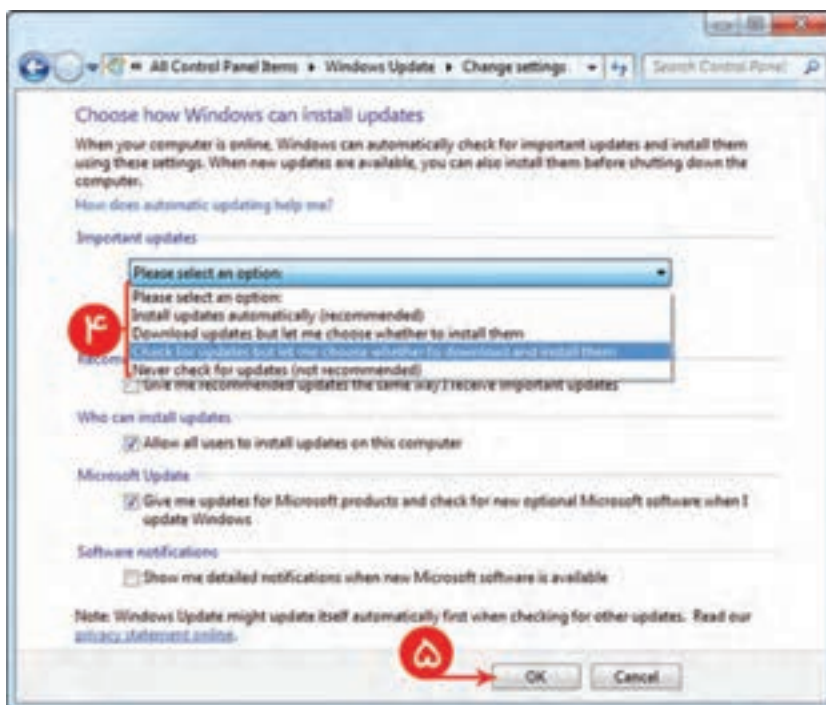 All Control Panel Items ▸ Windows Update ▸ Change settings
Search Control Panel
Choose how Windows can install updates
When your computer is online, Windows can automatically check for important updates and install them
using these settings. When new updates are available, you can also install them before shutting down the
computer.
How does automatic updating help me?
Important updates
Please select an option:
Please select an option:
Install updates automatically (recommended)
۴
Download updates but let me choose whether to install them
Check for updates but let me choose whether to download and install them
Recom
Never check for updates (not recommended)
Give me recommended updates the same way I receive important updates
Who can install updates
Allow all users to install updates on this computer
Microsoft Update
Give me updates for Microsoft products and check for new optional Microsoft software when I
update Windows
Software notifications
Show me detailed notifications when new Microsoft software is available
Note: Windows Update might update itself automatically first when checking for other updates. Read our
privacy statement online.
۵
OK
Cancel